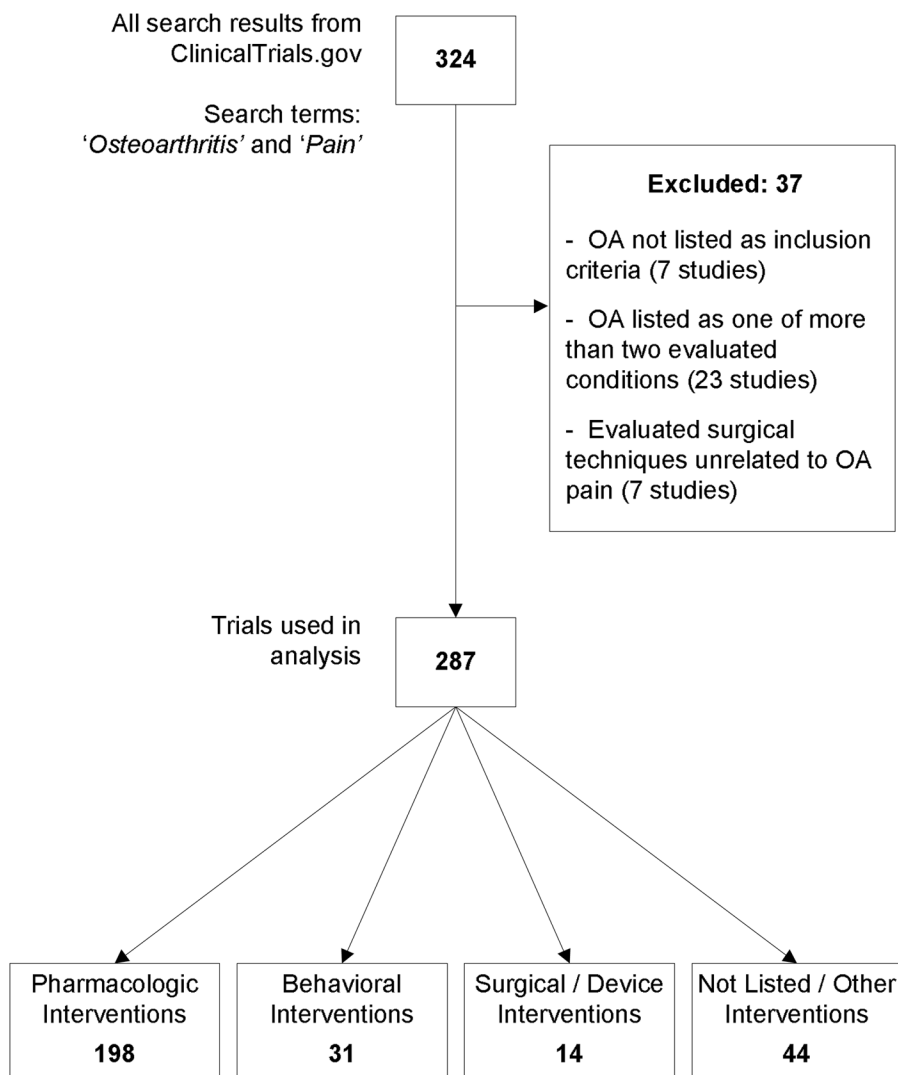 All search results from
ClinicalTrials.gov
324
Search terms:
‘Osteoarthritis’ and ‘Pain’
Excluded: 37
- OA not listed as inclusion
criteria (7 studies)
- OA listed as one of more
than two evaluated
conditions (23 studies)
- Evaluated surgical
techniques unrelated to OA
pain (7 studies)
Trials used in
analysis
287
Pharmacologic
Interventions
198
Behavioral
Interventions
31
Surgical / Device
Interventions
14
Not Listed / Other
Interventions
44